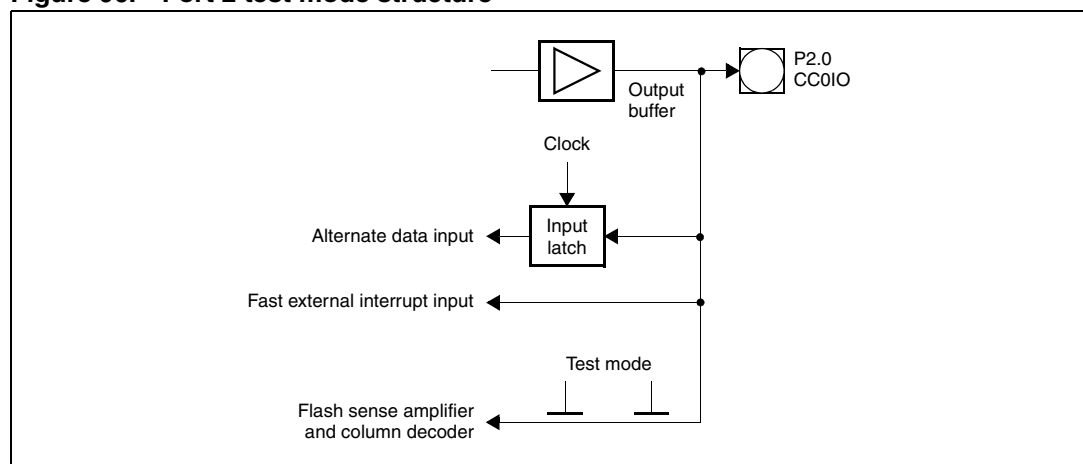 Figure Port 2 test mode structure
P2.0
CC0IO
Output
buffer
Clock
Input
latch
Alternate data input
Fast external interrupt input
Test mode
Flash sense amplifier
and column decoder